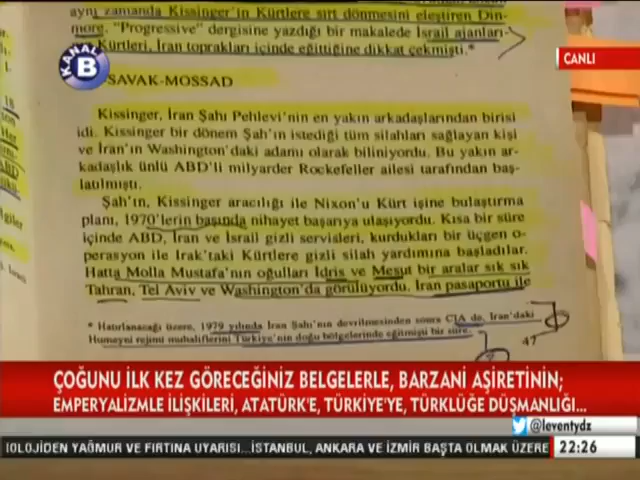 aynı zamanda Kissinger'in Kürtlere sırt dönmesini eleştiren Din-
more. "Progressive" dergisine yazdığı bir makalede İsrail ajanları-
Kürtleri, İran toprakları içinde eğittiğine dikkat çekmişti.*
CANLI
KANAL B
SAVAK-MOSSAD
Kissinger, İran Şahı Pehlevi'nin en yakın arkadaşlarından birisi
idi. Kissinger bir dönem Şah'ın istediği tüm silahları sağlayan kişi
ve İran'ın Washington'daki adamı olarak biliniyordu. Bu yakın ar-
kadaşlık ünlü ABD'li milyarder Rockefeller ailesi tarafından baş-
latılmıştı.
Şah'ın, Kissinger aracılığı ile Nixon'u Kürt işine bulaştırma
planı, 1970'lerin başında nihayet başarıya ulaşıyordu. Kısa bir süre
içinde ABD, İran ve İsrail gizli servisleri, kurdukları bir üçgen o-
perasyon ile Irak'taki Kürtlere gizli silah yardımına başladılar.
Hatta Molla Mustafa'nın oğulları İdris ve Mesut bir aralar sık sık
Tahran, Tel Aviv ve Washington'da görülüyordu. İran pasaportu ile
* Hatırlanacağı üzere, 1979 yılında İran Şahı'nın devrilmesinden sonra CIA de, İran'daki
Humeyni rejimi muhaliflerini Türkiye'nin doğu bölgelerinde eğitmişti bir süre.
47
ÇOĞUNU İLK KEZ GÖRECEĞİNİZ BELGELERLE, BARZANİ AŞİRETİNİN;
EMPERYALİZMLE İLİŞKİLERİ, ATATÜRK'E, TÜRKİYE'YE, TÜRKLÜĞE DÜŞMANLIĞI...
@leventydz
OLOJİDEN YAĞMUR VE FIRTINA UYARISI...İSTANBUL, ANKARA VE İZMİR BAŞTA OLMAK ÜZERE
22:26